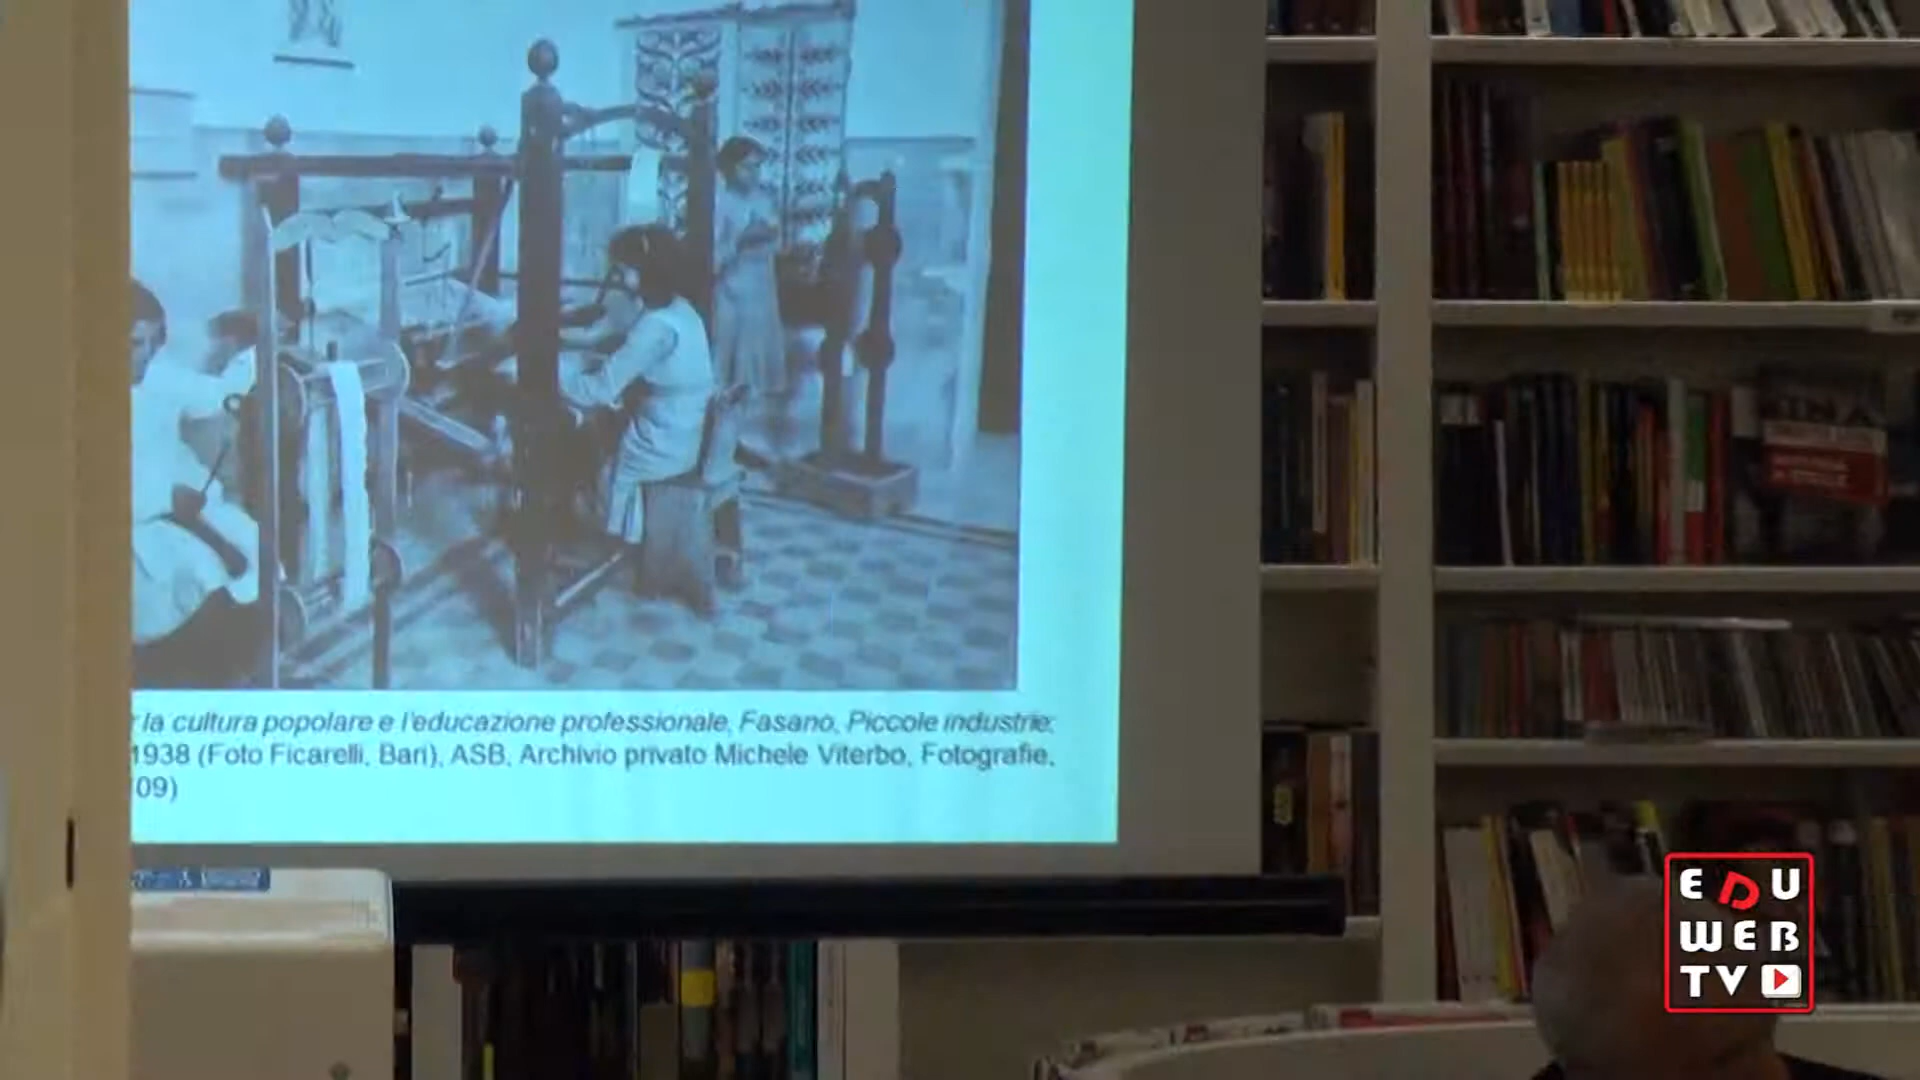 la cultura popolare e l'educazione professionale, Fasano, Piccole industrie,
1938 (Foto Ficarelli, Bari), ASB, Archivio privato Michele Viterbo, Fotografie,
09)
EDU
WEB
TV